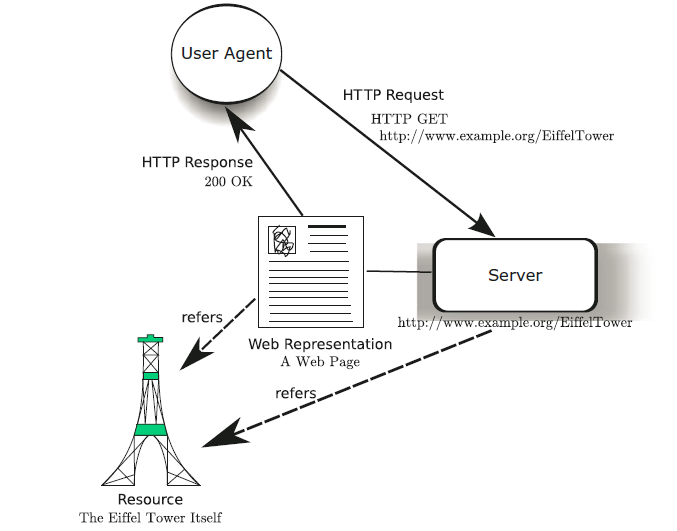 User Agent
HTTP Request
HTTP GET
http://www.example.org/EiffelTower
HTTP Response
200 OK
Server
http://www.example.org/EiffelTower
refers
Web Representation
A Web Page
refers
Resource
The Eiffel Tower Itself